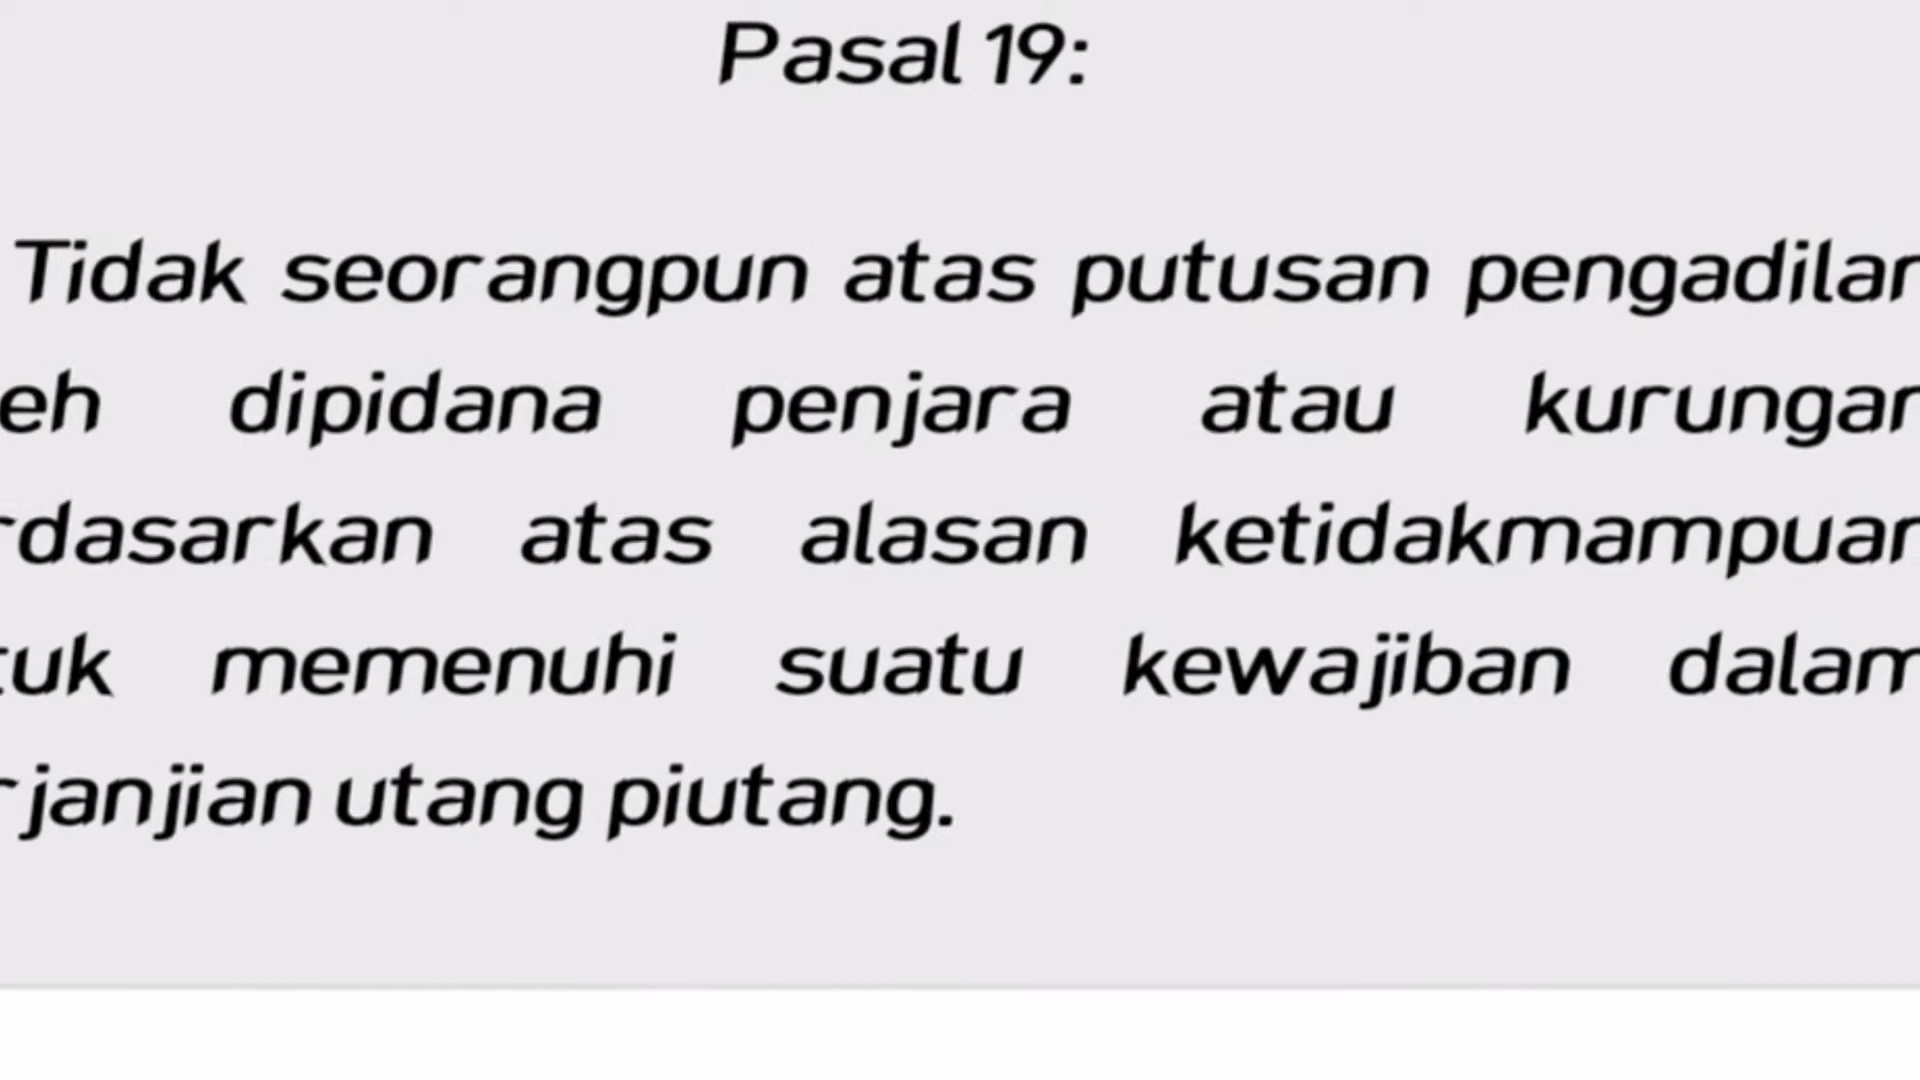 Pasal 19:
Tidak seorangpun atas putusan pengadilan
eh dipidana penjara atau kurungan
rdasarkan atas alasan ketidakmampuan
tuk memenuhi suatu kewajiban dalam
rjanjian utang piutang.